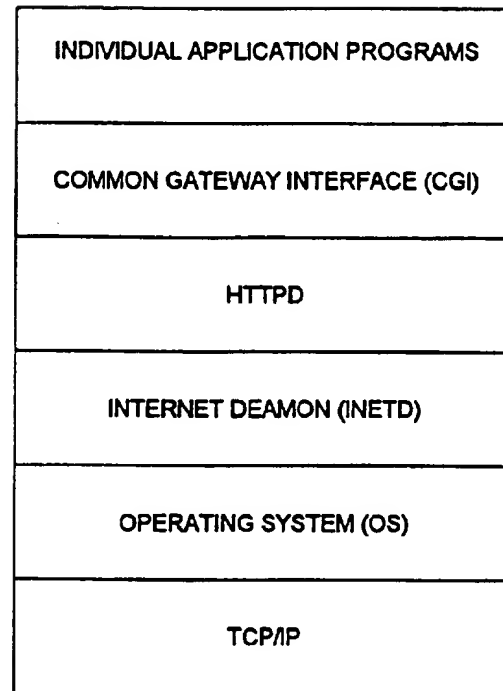 INDIVIDUAL APPLICATION PROGRAMS
COMMON GATEWAY INTERFACE (CGI)
HTTPD
INTERNET DEAMON (INETD)
OPERATING SYSTEM (OS)
TCP/IP